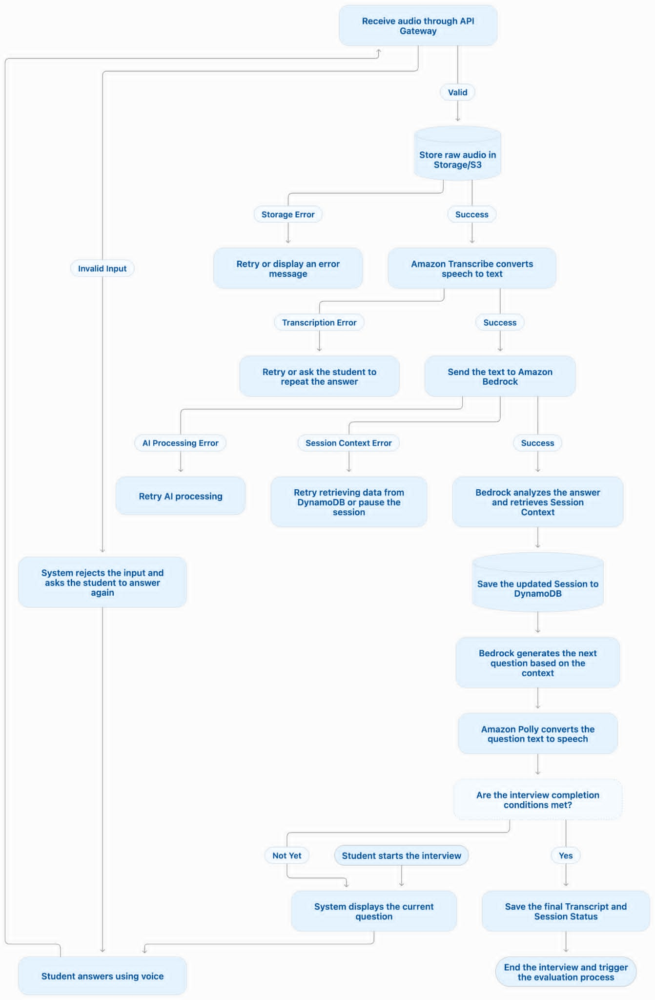 Receive audio through API
Gateway
Valid
Store raw audio in
Storage/S3
Storage Error
Success
Invalid Input
Retry or display an error
message
Amazon Transcribe converts
speech to text
Transcription Error
Success
Retry or ask the student to
repeat the answer
Send the text to Amazon
Bedrock
AI Processing Error
Session Context Error
Success
Retry AI processing
Retry retrieving data from
DynamoDB or pause the
session
Bedrock analyzes the answer
and retrieves Session
Context
System rejects the input and
asks the student to answer
again
Save the updated Session to
DynamoDB
Bedrock generates the next
question based on the
context
Amazon Polly converts the
question text to speech
Are the interview completion
conditions met?
Not Yet
Student starts the interview
Yes
System displays the current
question
Save the final Transcript and
Session Status
Student answers using voice
End the interview and trigger
the evaluation process